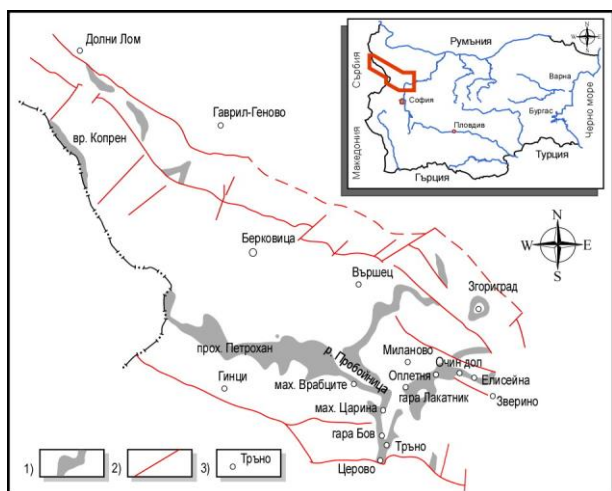 Долни Лом
Гаврил-Геново
вр. Копрен
Берковица
Вършец
Згориград
прох. Петрохан
р. Пробойница
Миланово
Очин дол
Оплетня
Елисейна
гара Лакатник
Зверино
Гинци
мах. Врабците
мах. Царина
гара Бов
Тръно
Церово
1)
2)
3) Тръно
N
W E
S
Румъния
Сърбия
Варна
София
Бургас
Черно море
Пловдив
Македония
Турция
Гърция
N
W E
S